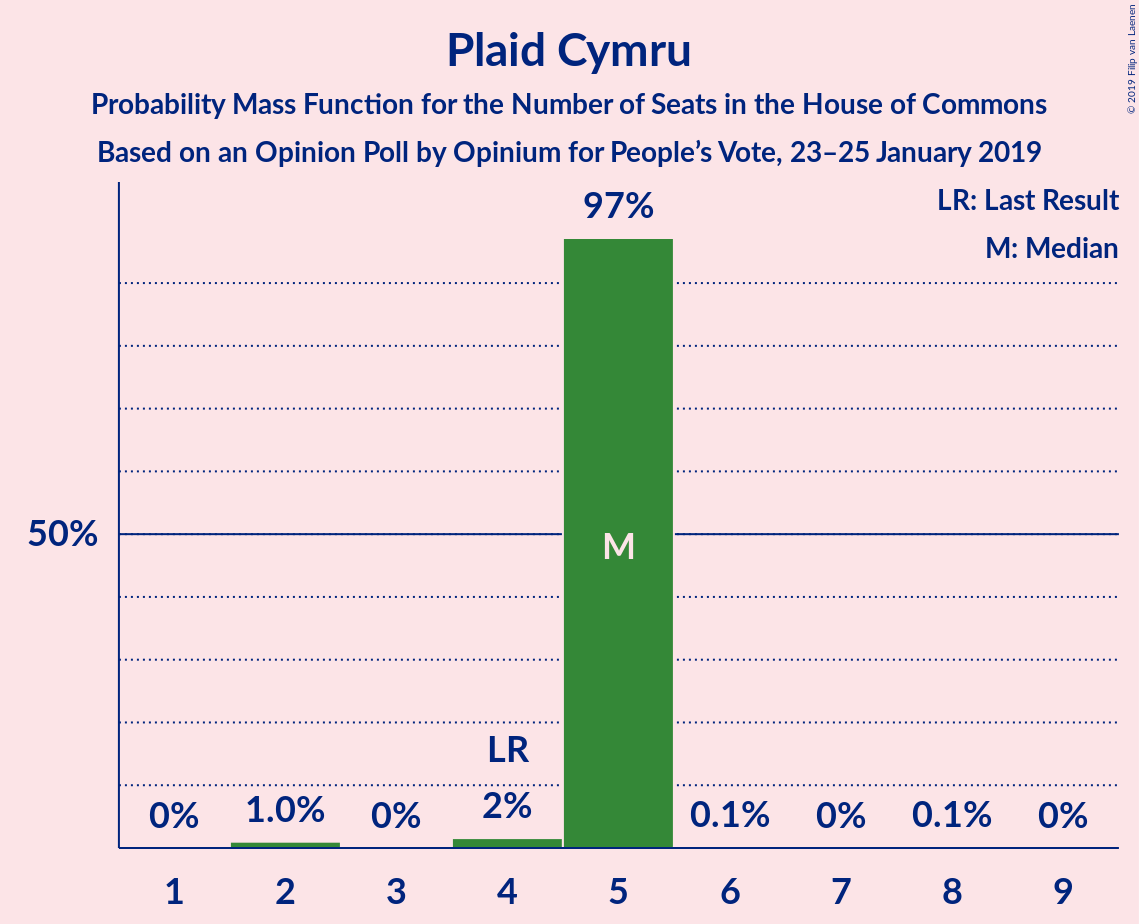 Plaid Cymru
Probability Mass Function for the Number of Seats in the House of Commons
Based on an Opinion Poll by Opinium for People’s Vote, 23–25 January 2019
© 2019 Filip van Laenen
LR: Last Result
M: Median
97%
50%
M
LR
0%
1.0%
0%
2%
0.1%
0%
0.1%
0%
1
2
3
4
5
6
7
8
9